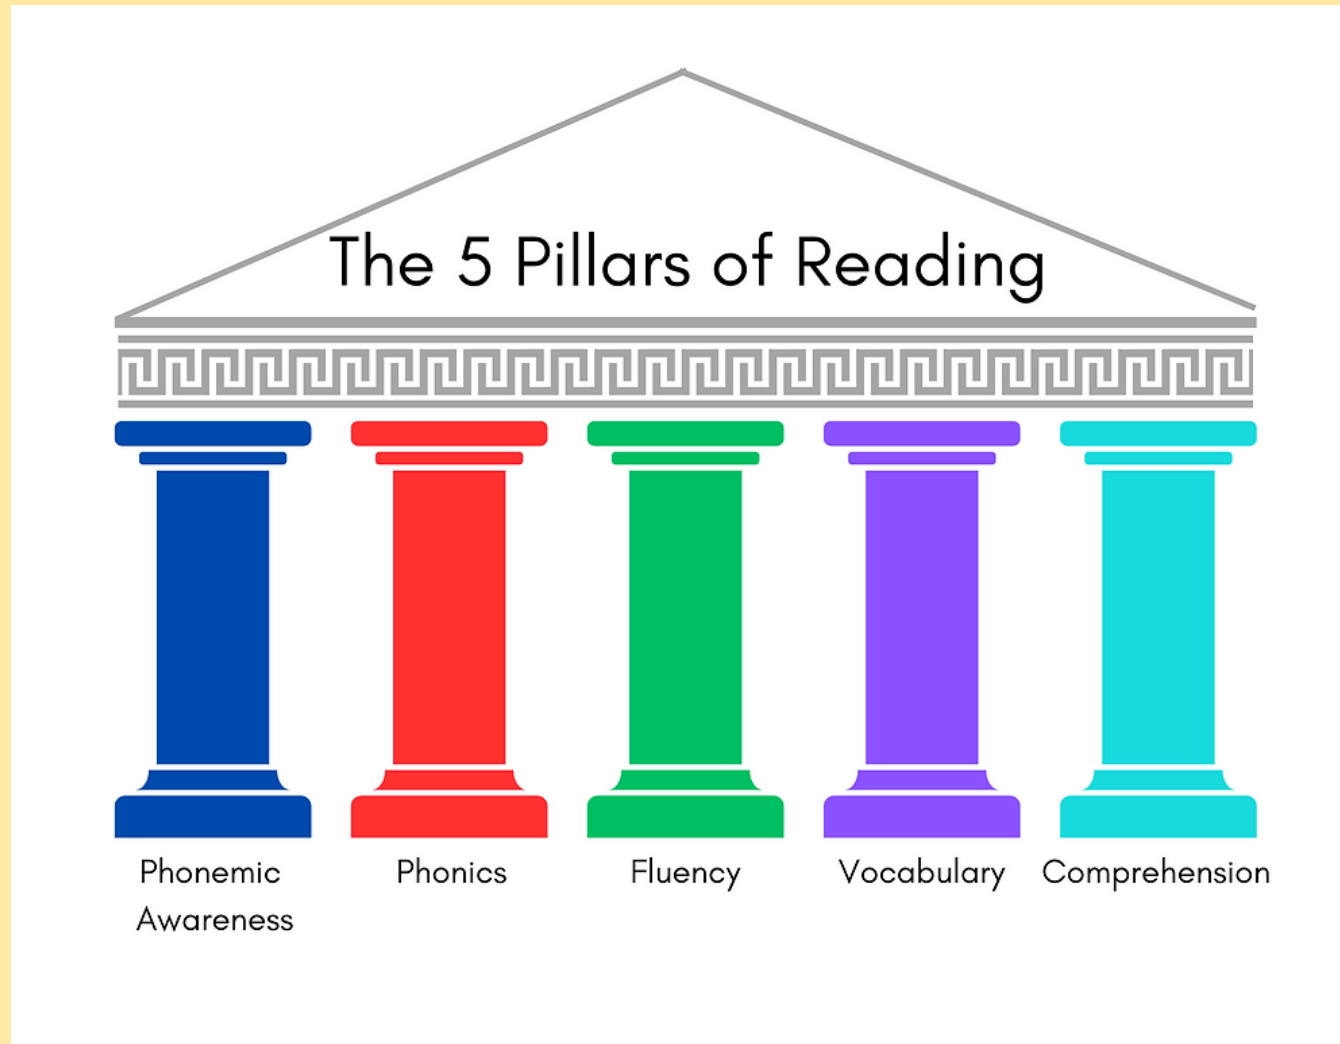 The 5 Pillars of Reading
Phonemic
Awareness
Phonics
Fluency
Vocabulary
Comprehension